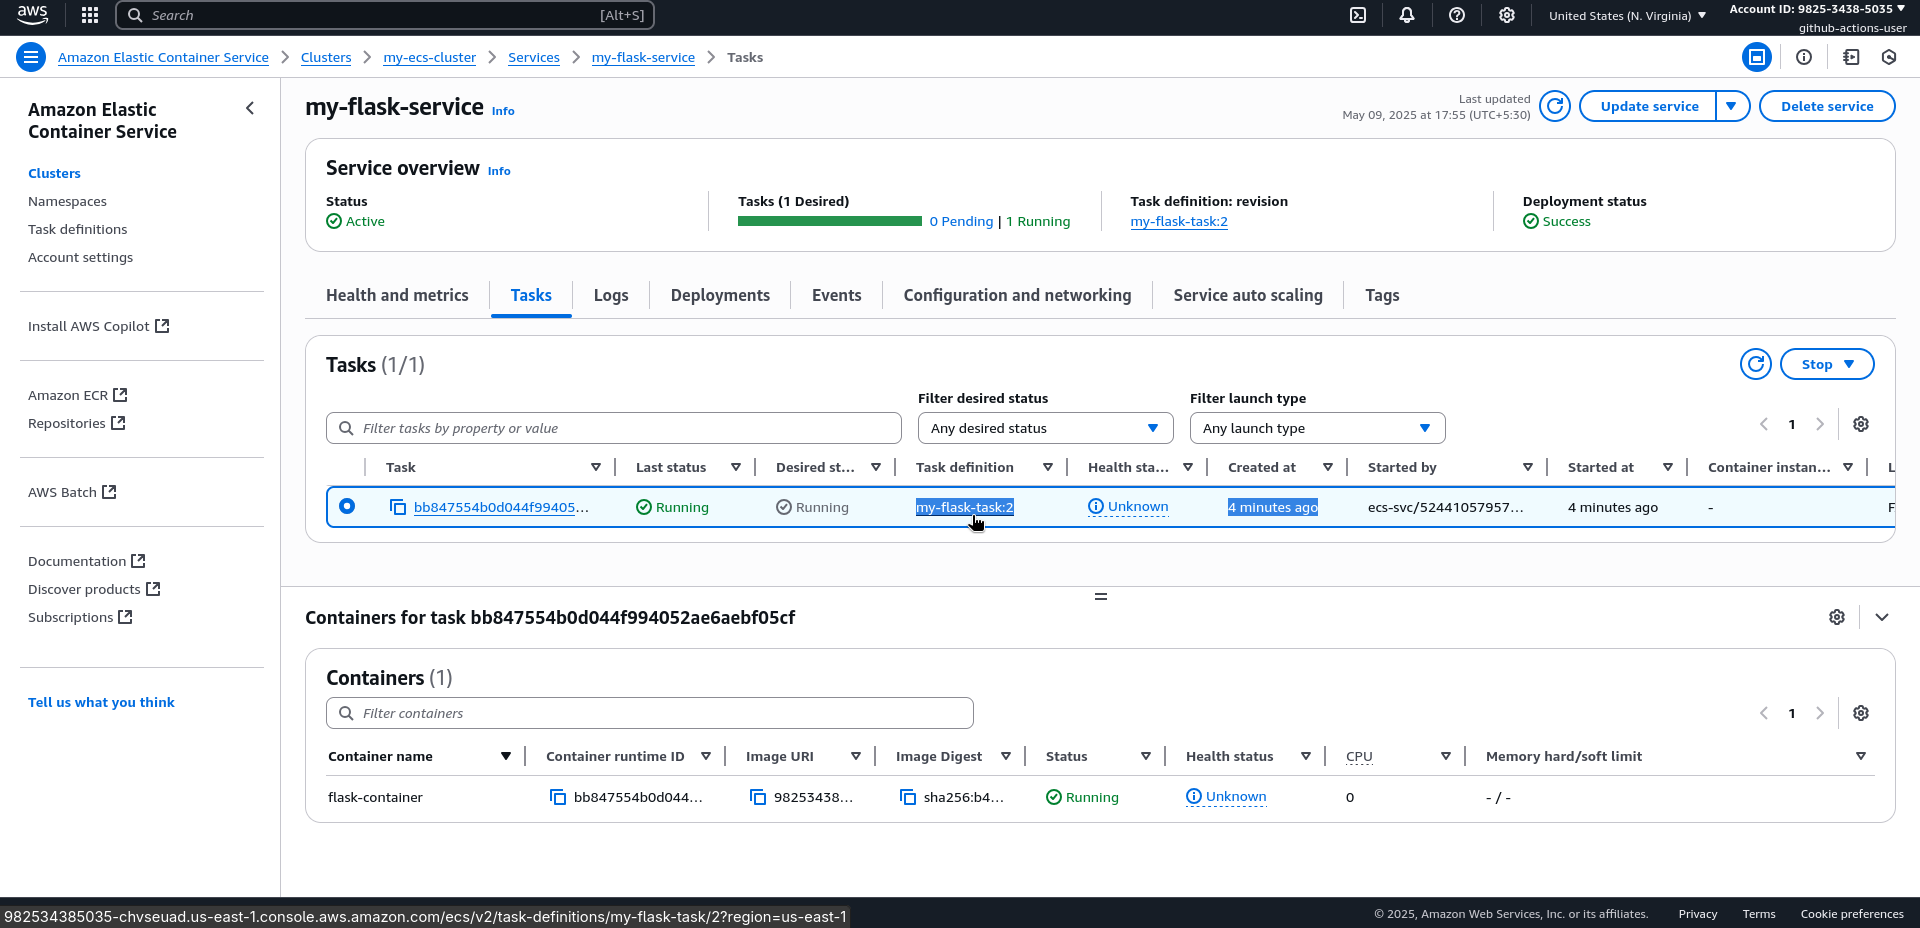 aws
Search [Alt+S]
United States (N. Virginia)
Account ID: 9825-3438-5035
github-actions-user
Amazon Elastic Container Service
Clusters
my-ecs-cluster
Services
my-flask-service
Tasks
Amazon Elastic
Container Service
Clusters
Namespaces
Task definitions
Account settings
Install AWS Copilot
Amazon ECR
Repositories
AWS Batch
Documentation
Discover products
Subscriptions
Tell us what you think
my-flask-service Info
Last updated
May 09, 2025 at 17:55 (UTC+5:30)
Update service
Delete service
Service overview Info
Status
Active
Tasks (1 Desired)
0 Pending | 1 Running
Task definition: revision
my-flask-task:2
Deployment status
Success
Health and metrics
Tasks
Logs
Deployments
Events
Configuration and networking
Service auto scaling
Tags
Tasks (1/1)
Stop
Filter desired status
Filter launch type
Filter tasks by property or value
Any desired status
Any launch type
1
Task Last status Desired st... Task definition Health sta... Created at Started by Started at Container instan... L
bb847554b0d044f99405... Running Running my-flask-task:2 Unknown 4 minutes ago ecs-svc/52441057957... 4 minutes ago - F
Containers for task bb847554b0d044f994052ae6aebf05cf
Containers (1)
Filter containers
1
Container name Container runtime ID Image URI Image Digest Status Health status CPU Memory hard/soft limit
flask-container bb847554b0d044... 98253438... sha256:b4... Running Unknown 0 - / -
982534385035-chvseuad.us-east-1.console.aws.amazon.com/ecs/v2/task-definitions/my-flask-task/2?region=us-east-1
© 2025, Amazon Web Services, Inc. or its affiliates. Privacy Terms Cookie preferences